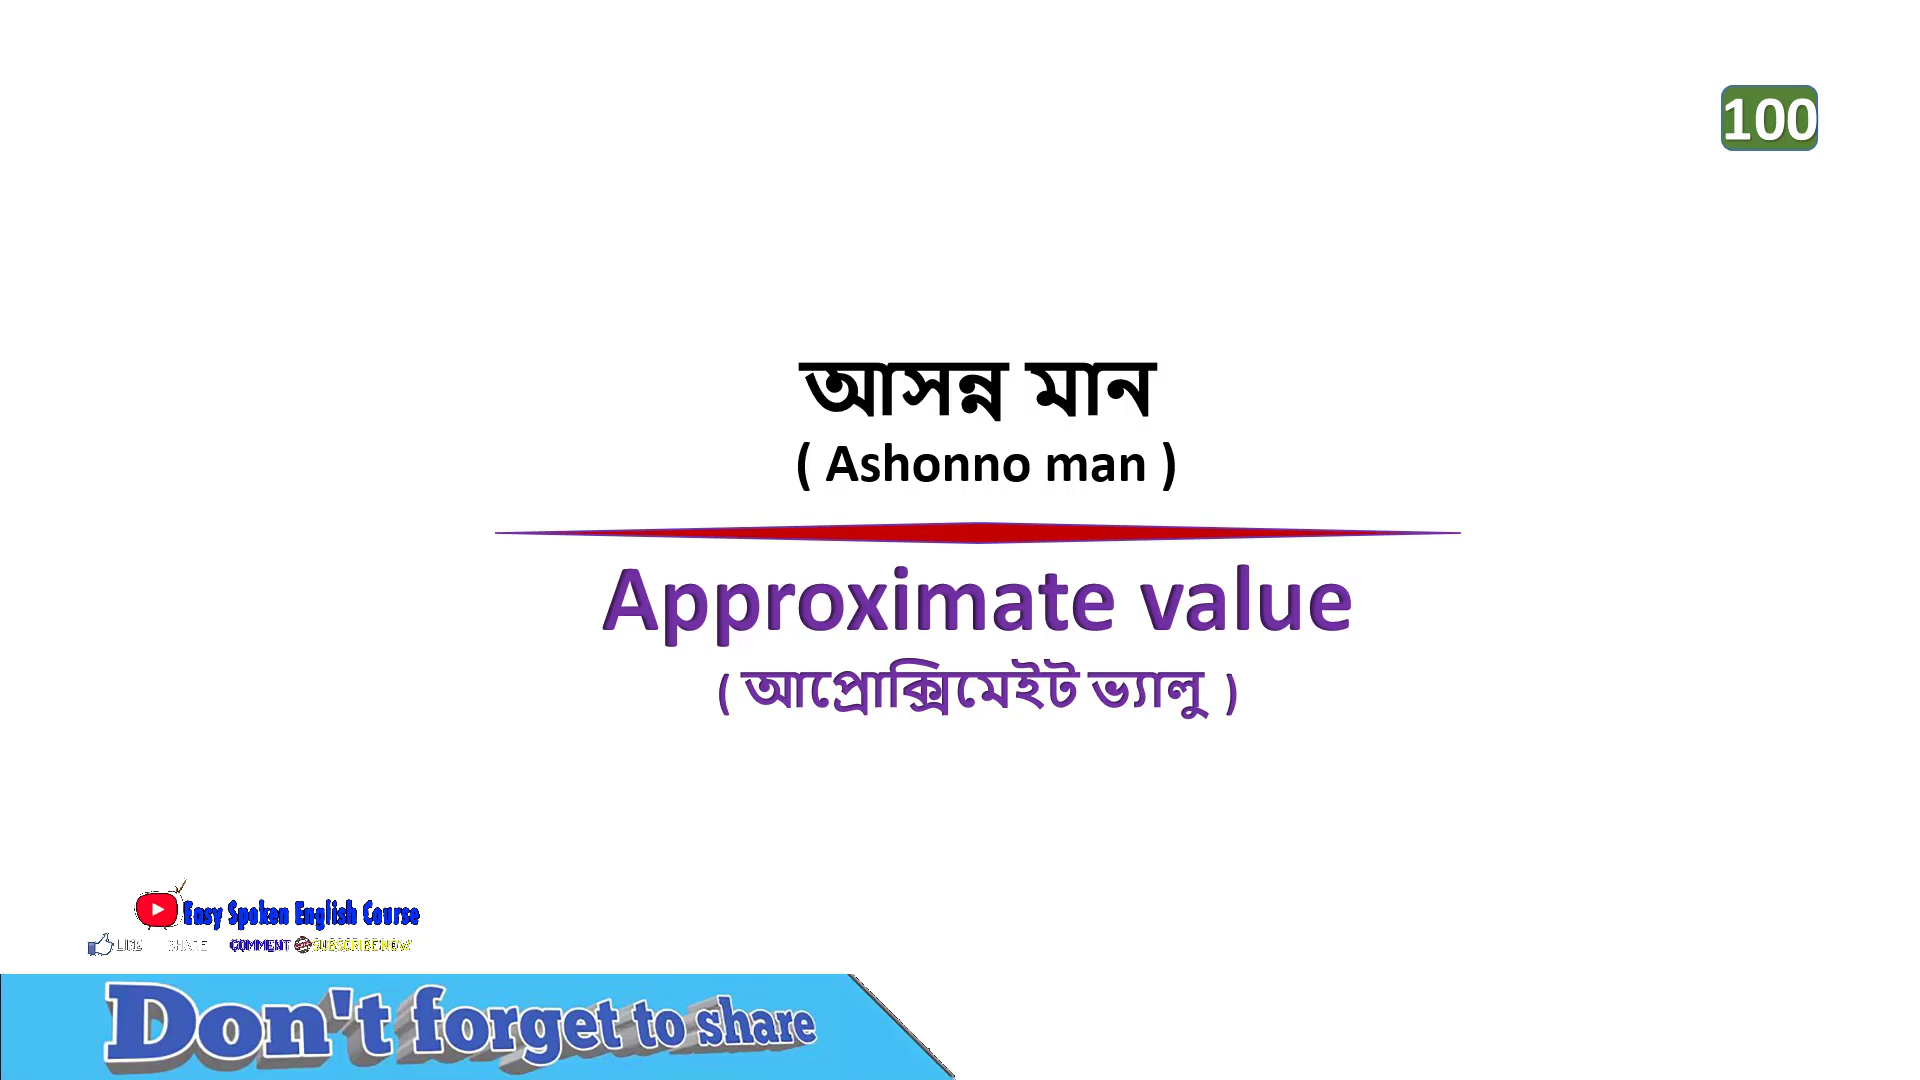 100
আসন্ন মান
( Ashonno man )
Approximate value
( আপ্রোক্সিমেইট ভ্যালু )
Easy Spoken English Course
LIKE SHARE COMMENT SUBSCRIBE NOW
Don't forget to share